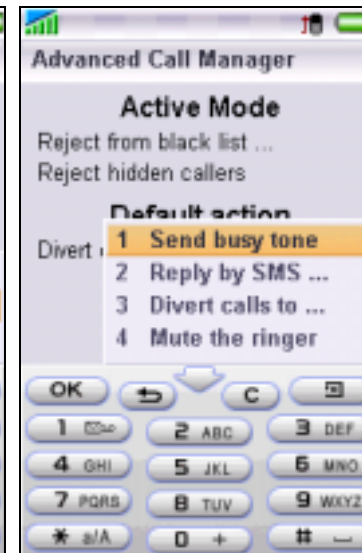 Advanced Call Manager
Active Mode
Reject from black list ...
Reject hidden callers
Default action
Divert
1 Send busy tone
2 Reply by SMS ...
3 Divert calls to ...
4 Mute the ringer
OK C
1 2 ABC 3 DEF
4 GHI 5 JKL 6 MNO
7 PQRS 8 TUV 9 WXYZ
* a/A 0 + #